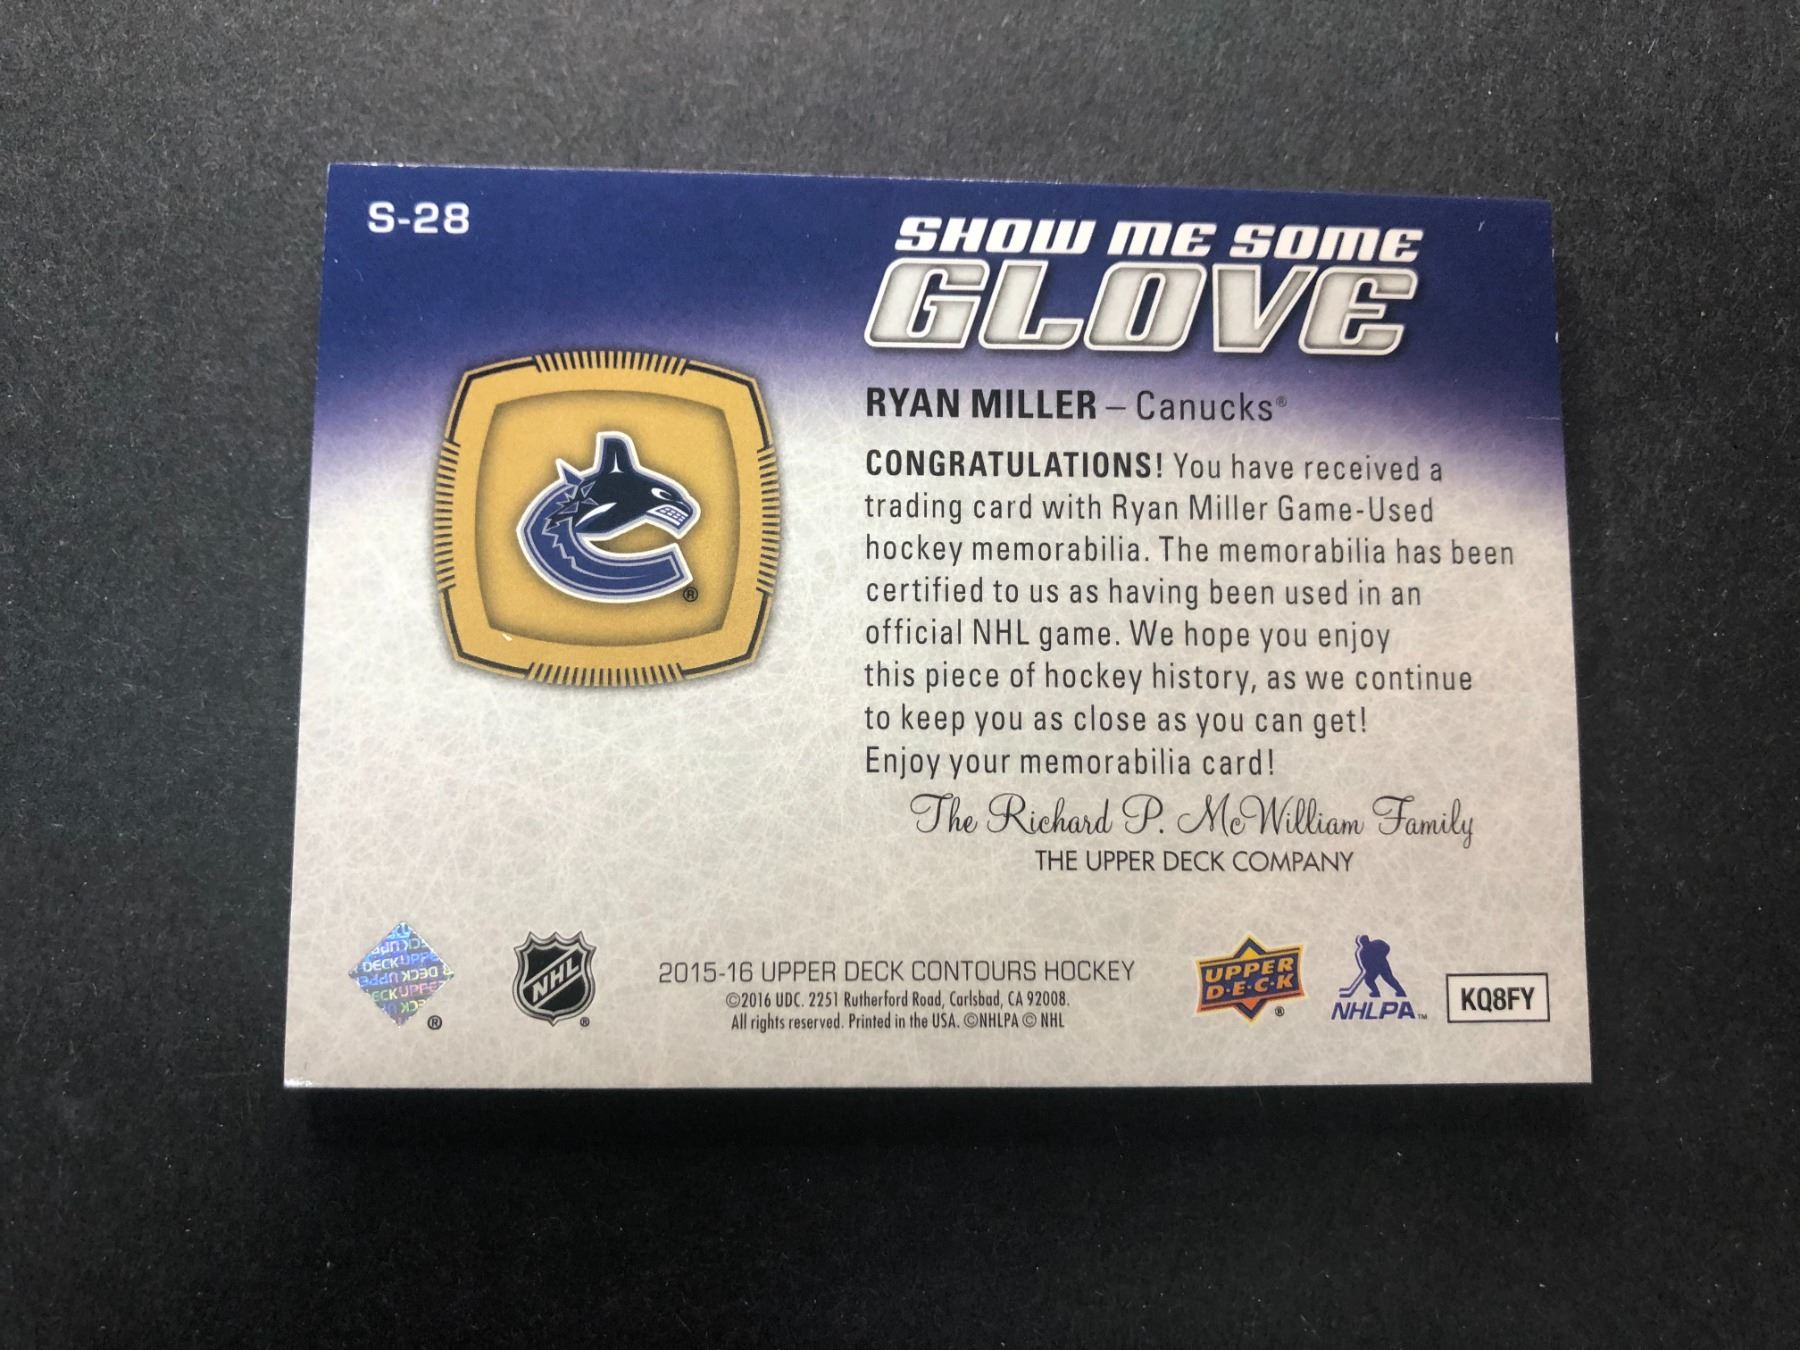 S-28
SHOW ME SOME
GLOVE
RYAN MILLER – Canucks®
CONGRATULATIONS! You have received a
trading card with Ryan Miller Game-Used
hockey memorabilia. The memorabilia has been
certified to us as having been used in an
official NHL game. We hope you enjoy
this piece of hockey history, as we continue
to keep you as close as you can get!
Enjoy your memorabilia card!
The Richard P. McWilliam Family
THE UPPER DECK COMPANY
®
NHL
®
2015-16 UPPER DECK CONTOURS HOCKEY
©2016 UDC. 2251 Rutherford Road, Carlsbad, CA 92008.
All rights reserved. Printed in the USA. ©NHLPA © NHL
UPPER
D·E·C·K
®
NHLPA™
KQ8FY